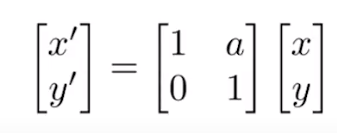 [x'] = [1 a] [x]
[y'] [0 1] [y]